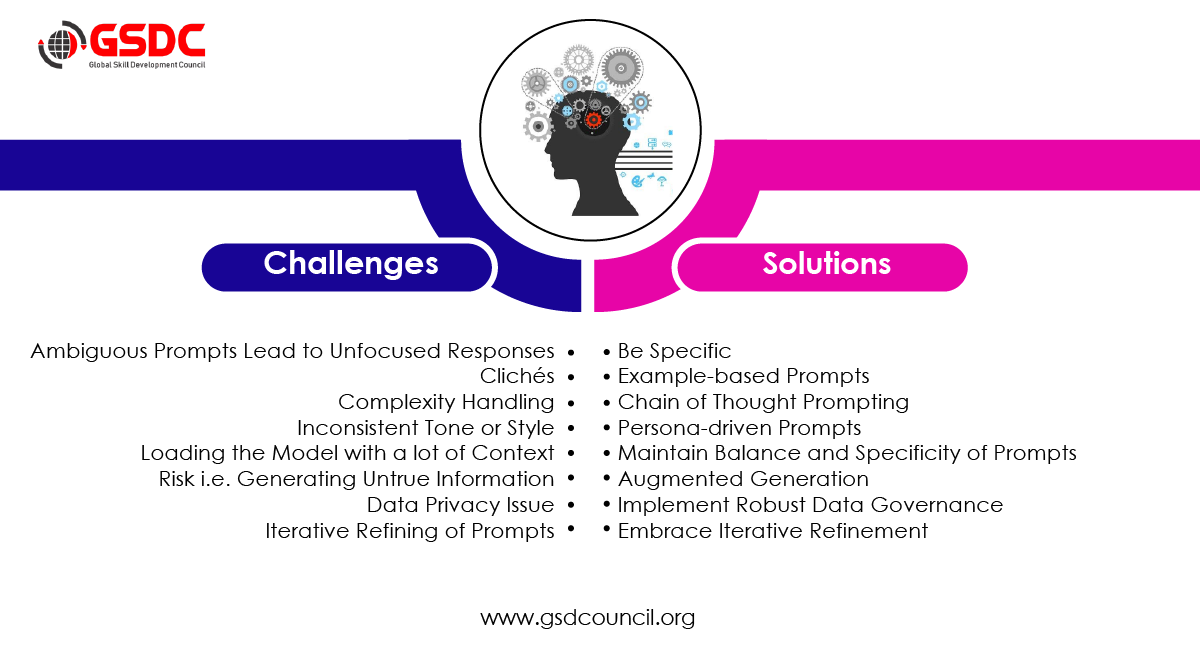 GSDC
Global Skill Development Council
Challenges
Solutions
Ambiguous Prompts Lead to Unfocused Responses •
Clichés •
Complexity Handling •
Inconsistent Tone or Style •
Loading the Model with a lot of Context •
Risk i.e. Generating Untrue Information •
Data Privacy Issue •
Iterative Refining of Prompts •
• Be Specific
• Example-based Prompts
• Chain of Thought Prompting
• Persona-driven Prompts
• Maintain Balance and Specificity of Prompts
• Augmented Generation
• Implement Robust Data Governance
• Embrace Iterative Refinement
www.gsdcouncil.org